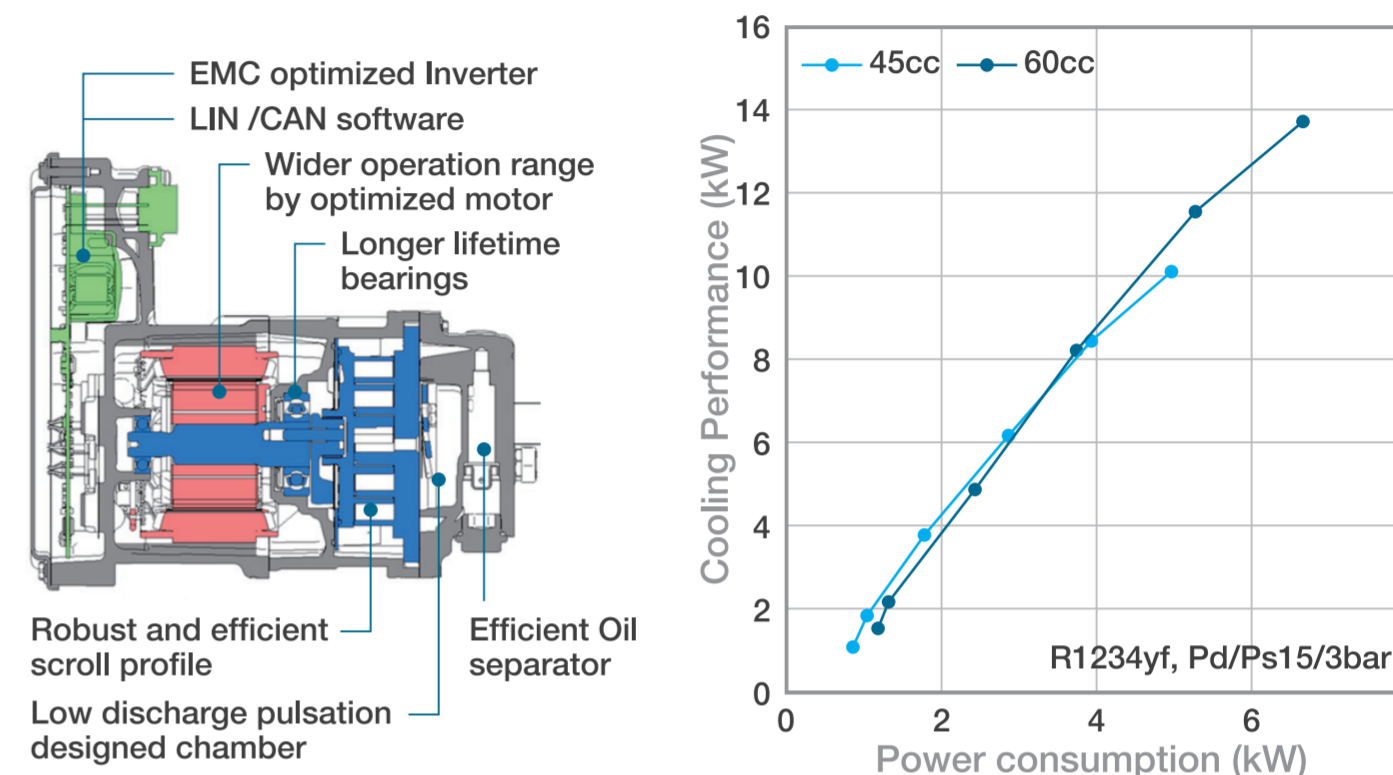 EMC optimized Inverter
LIN /CAN software
Wider operation range
by optimized motor
Longer lifetime
bearings
Robust and efficient
scroll profile
Efficient Oil
separator
Low discharge pulsation
designed chamber
45cc 60cc
Cooling Performance (kW)
16
14
12
10
8
6
4
2
0
R1234yf, Pd/Ps15/3bar
0 2 4 6
Power consumption (kW)